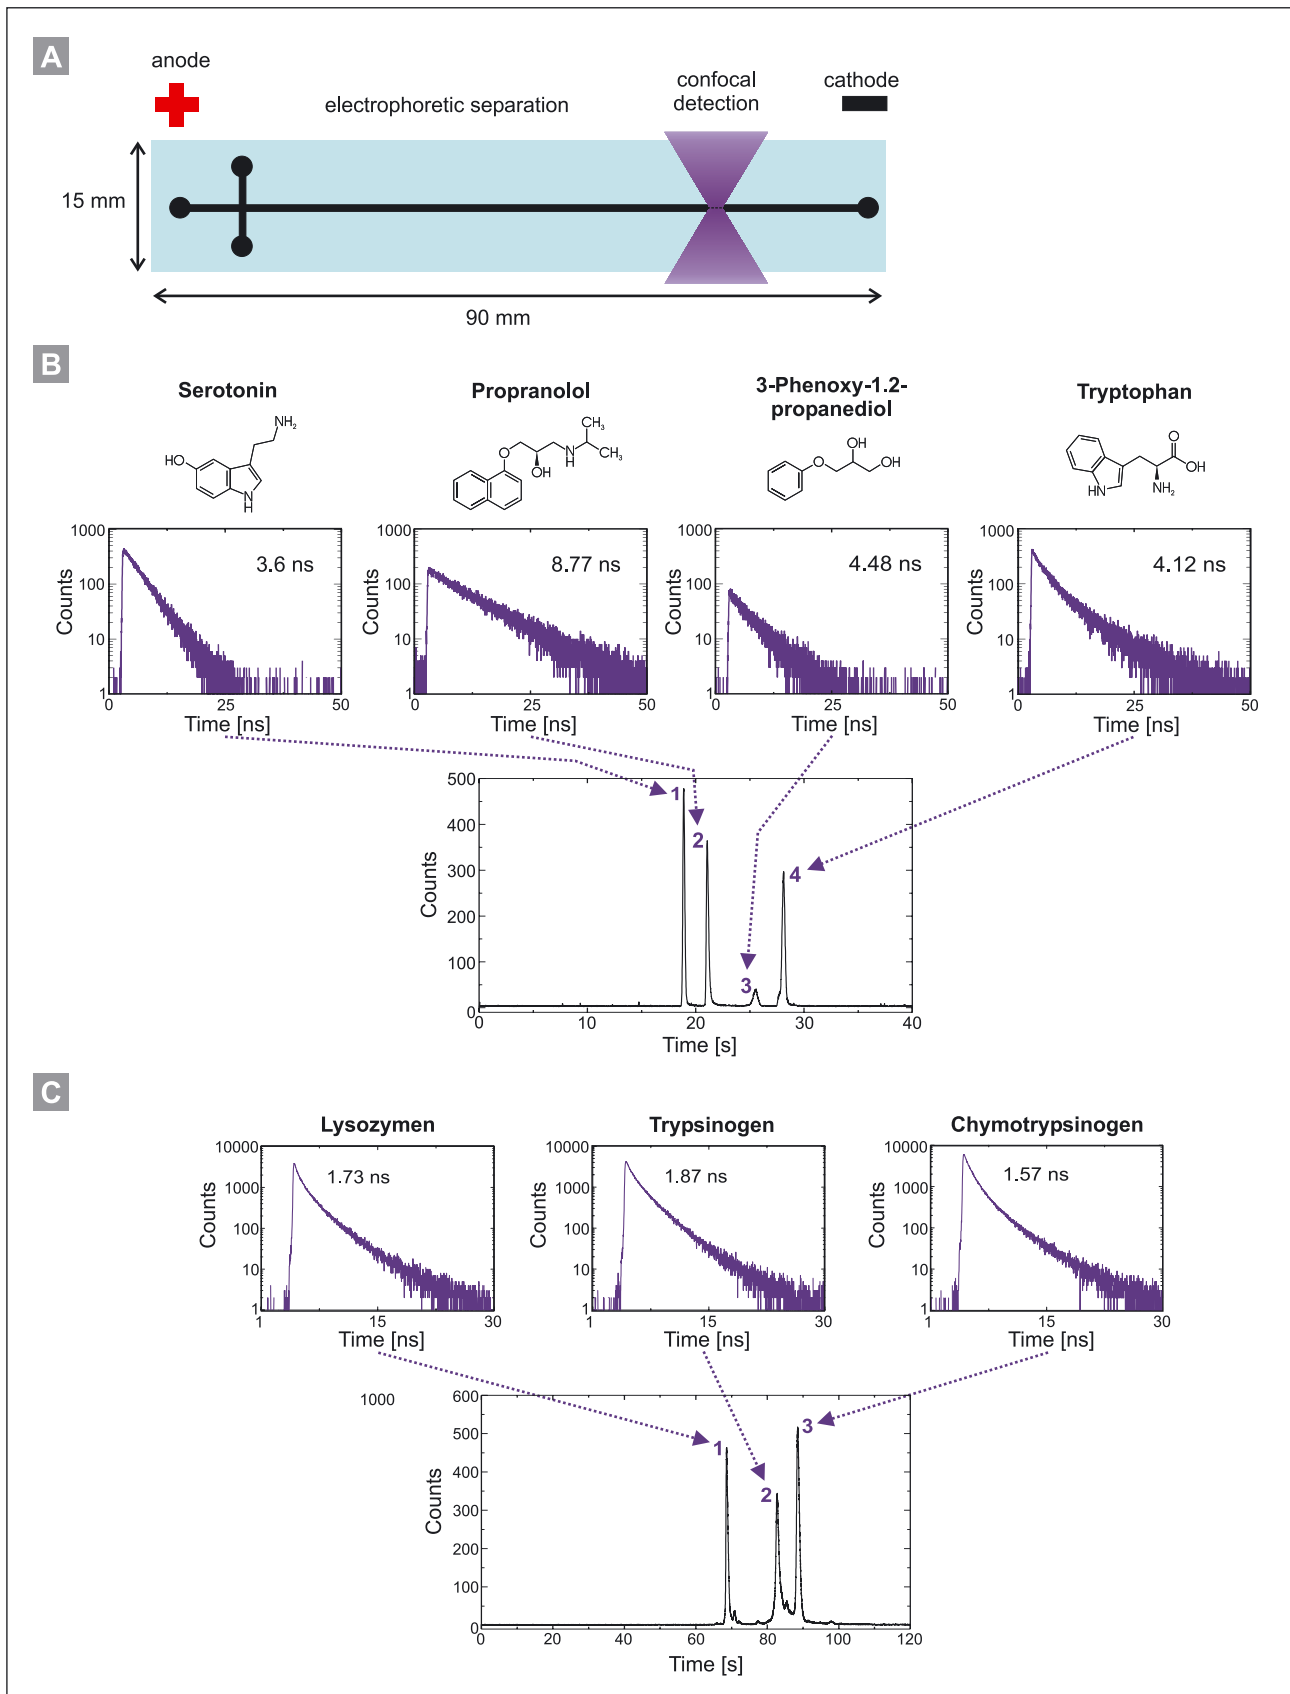 A
anode
electrophoretic separation
confocal
detection
cathode
15 mm
90 mm
B
Serotonin
Propranolol
3-Phenoxy-1.2-
propanediol
Tryptophan
NH2
HO
N
H
O
OH
N
H
CH3
CH3
O
OH
OH
O
OH
NH2
HN
Counts
1000
100
10
1
3.6 ns
0
25
50
Time [ns]
Counts
1000
100
10
1
8.77 ns
0
25
50
Time [ns]
Counts
1000
100
10
1
4.48 ns
0
25
50
Time [ns]
Counts
1000
100
10
1
4.12 ns
0
25
50
Time [ns]
Counts
500
400
300
200
100
0
1
2
3
4
0
10
20
30
40
Time [s]
C
Lysozymen
Trypsinogen
Chymotrypsinogen
Counts
10000
1000
100
10
1
1.73 ns
1
15
30
Time [ns]
Counts
10000
1000
100
10
1
1.87 ns
1
15
30
Time [ns]
Counts
10000
1000
100
10
1
1.57 ns
1
15
30
Time [ns]
1000
Counts
600
500
400
300
200
100
0
1
2
3
0
20
40
60
80
100
120
Time [s]